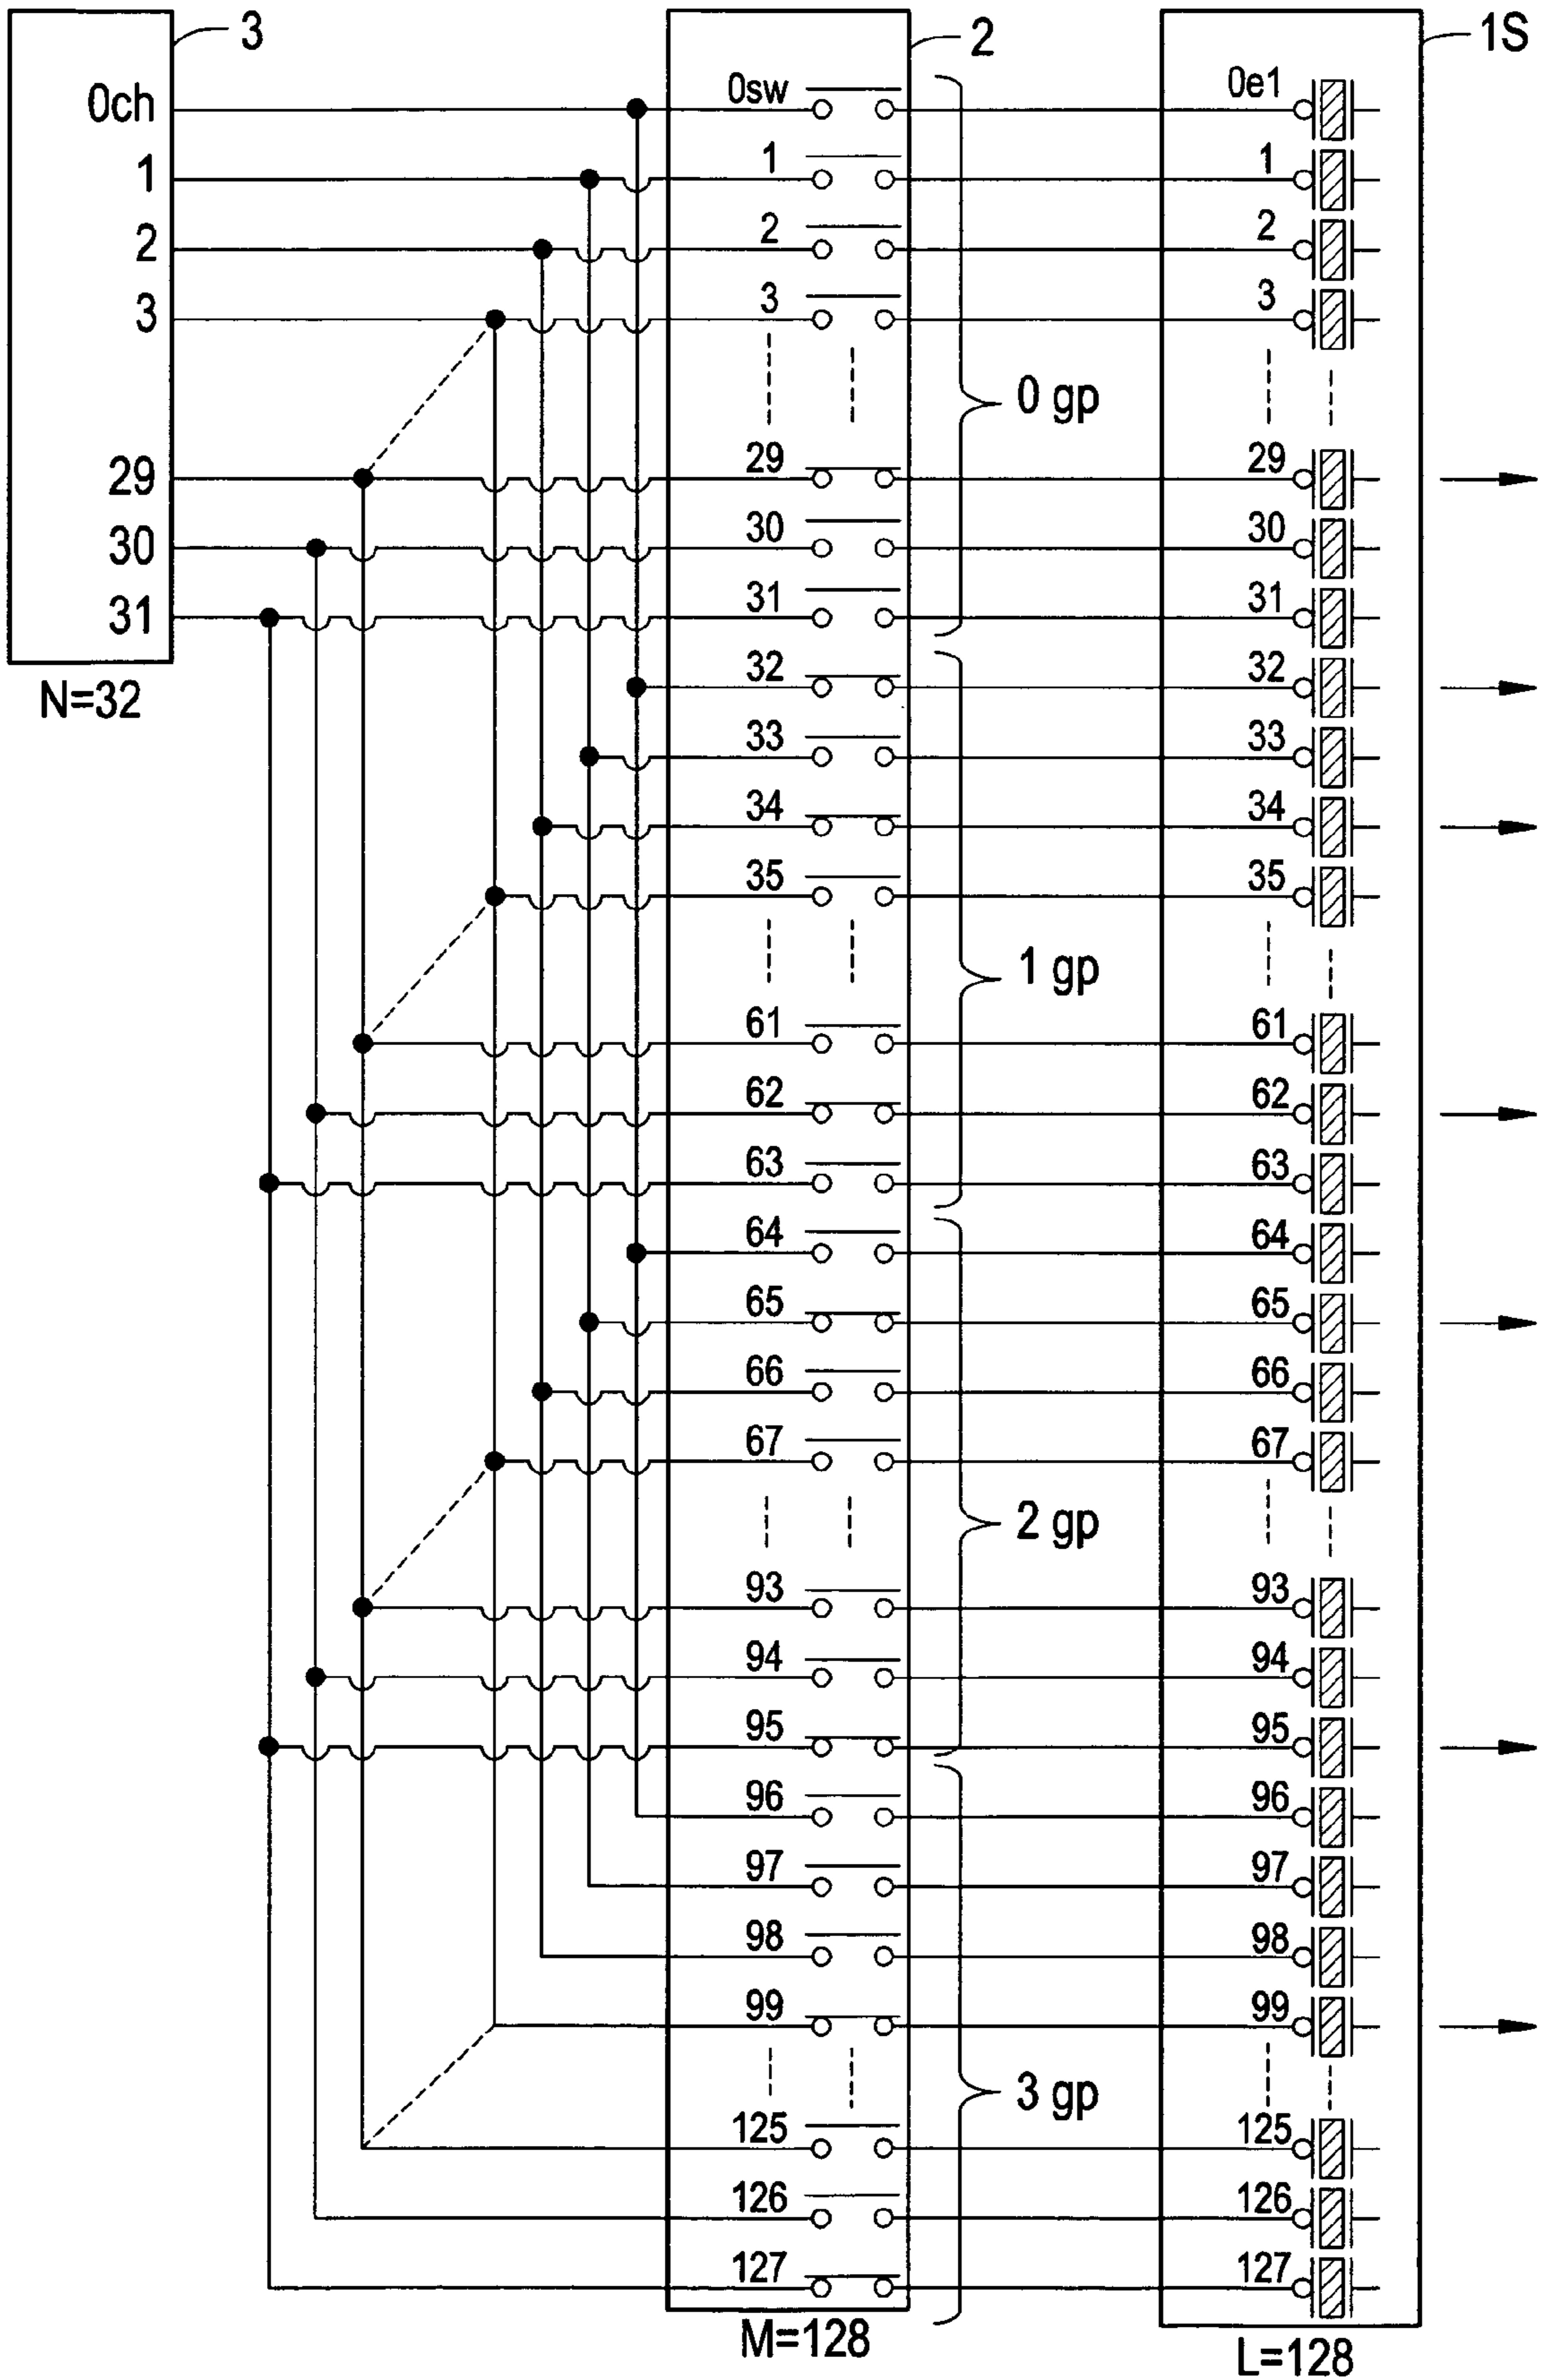 3
2
1S
0ch 0sw 0e1
1 1 1
2 2 2
3 3 3
0 gp
29 29 29
30 30 30
31 31 31
N=32
32 32
33 33
34 34
35 35
1 gp
61 61
62 62
63 63
64 64
65 65
66 66
67 67
2 gp
93 93
94 94
95 95
96 96
97 97
98 98
99 99
3 gp
125 125
126 126
127 127
M=128
L=128